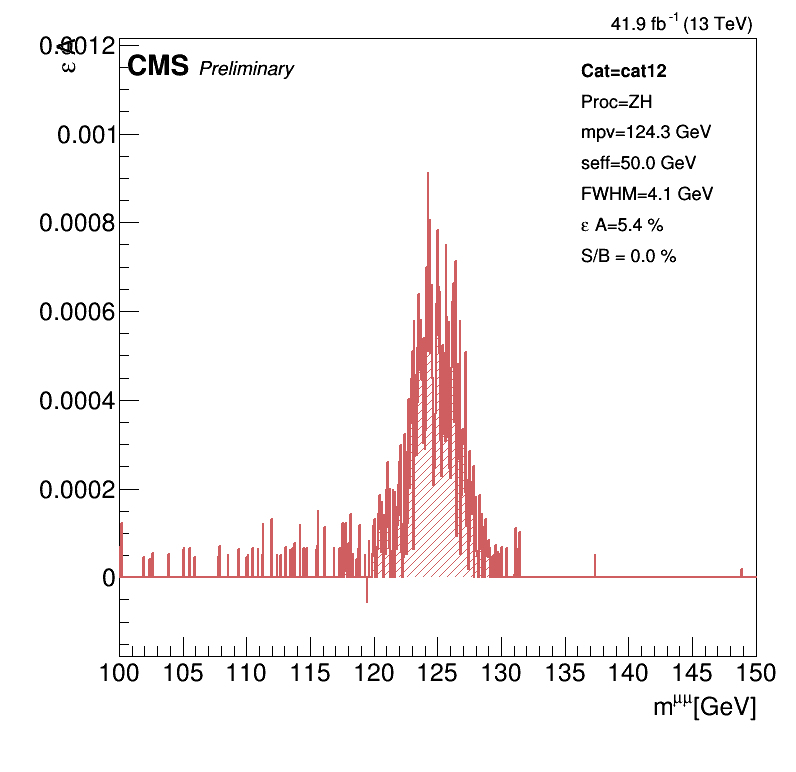 41.9 fb⁻¹ (13 TeV)
ε A
CMS Preliminary
Cat=cat12
Proc=ZH
mpv=124.3 GeV
seff=50.0 GeV
FWHM=4.1 GeV
ε A=5.4 %
S/B = 0.0 %
0.0012
0.001
0.0008
0.0006
0.0004
0.0002
0
100 105 110 115 120 125 130 135 140 145 150
m^μμ[GeV]